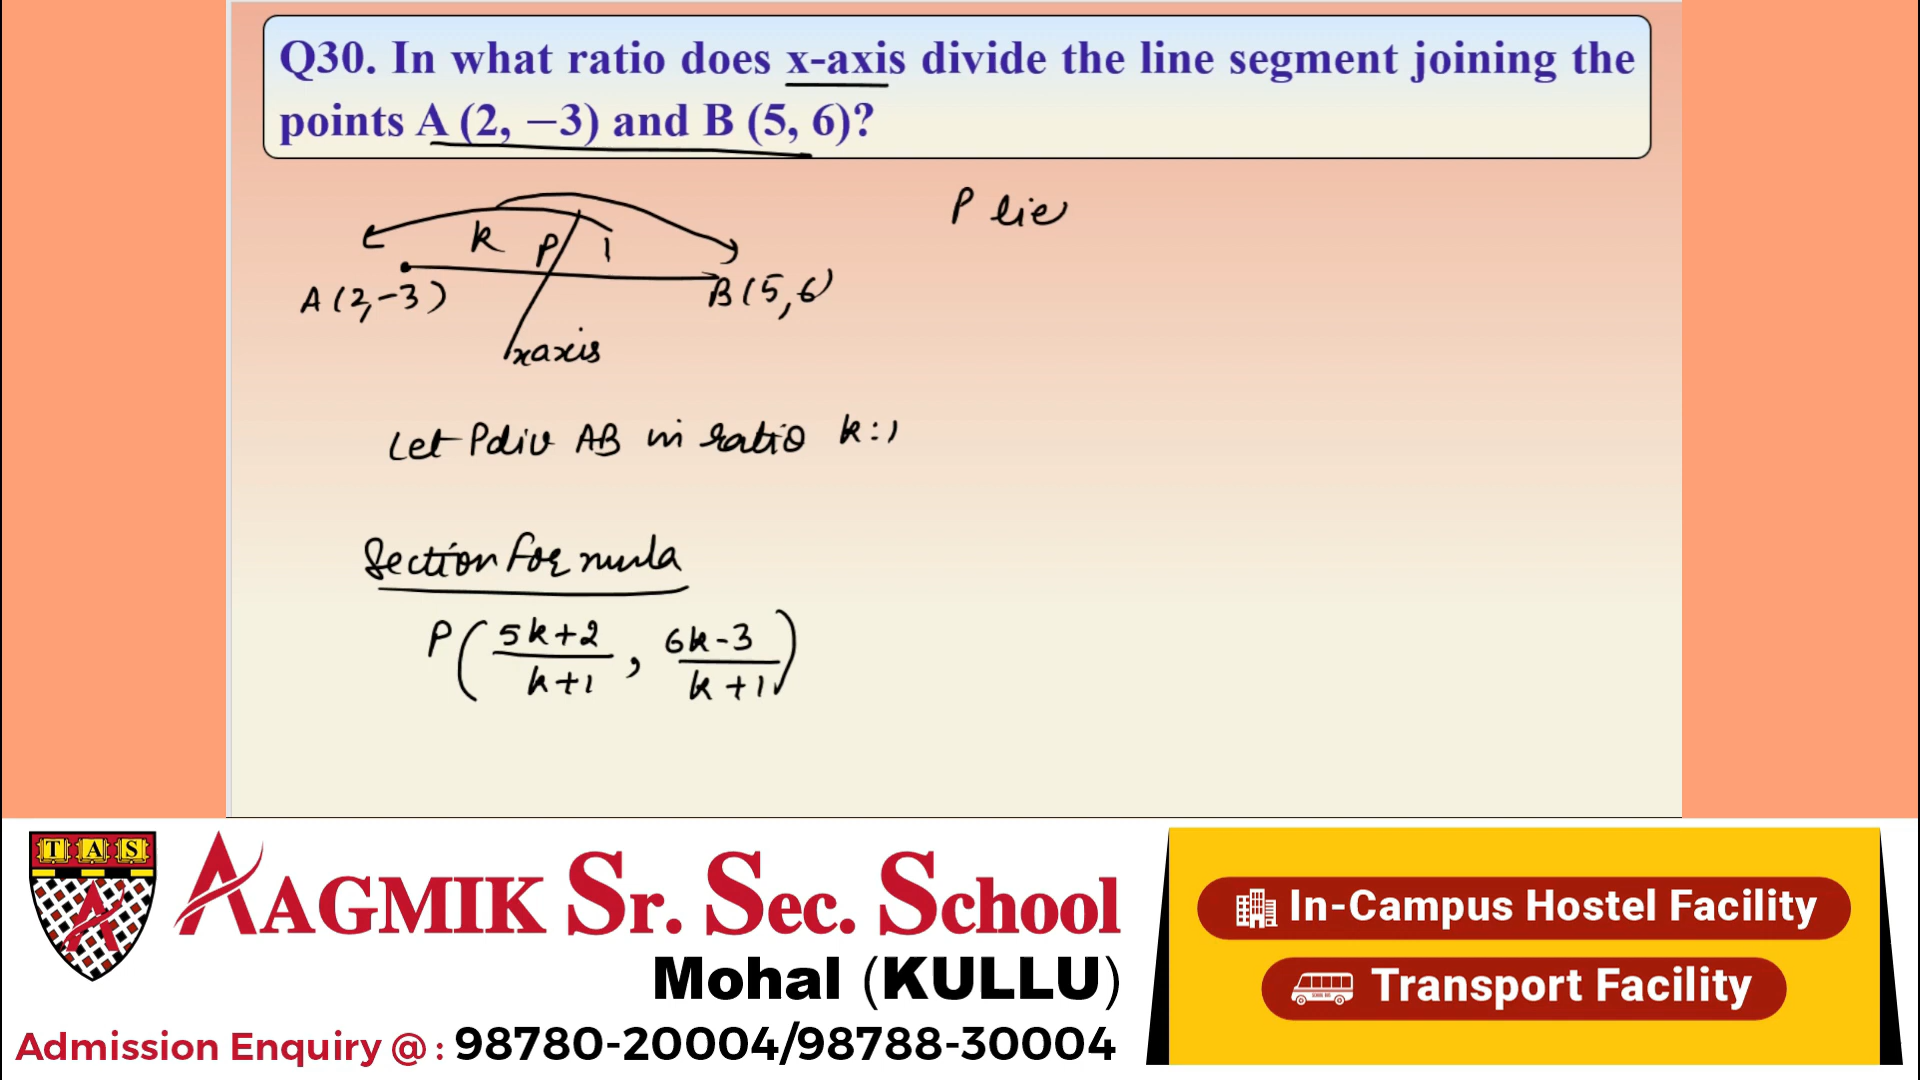 Q30. In what ratio does x-axis divide the line segment joining the
points A (2, −3) and B (5, 6)?
P lie
k P 1
A(2,-3) B(5,6)
x axis
Let P div AB in ratio k:1
Section Formula
P(5k+2/k+1, 6k-3/k+1)
T A S
AAGMIK Sr. Sec. School
Mohal (KULLU)
Admission Enquiry @ : 98780-20004/98788-30004
In-Campus Hostel Facility
Transport Facility